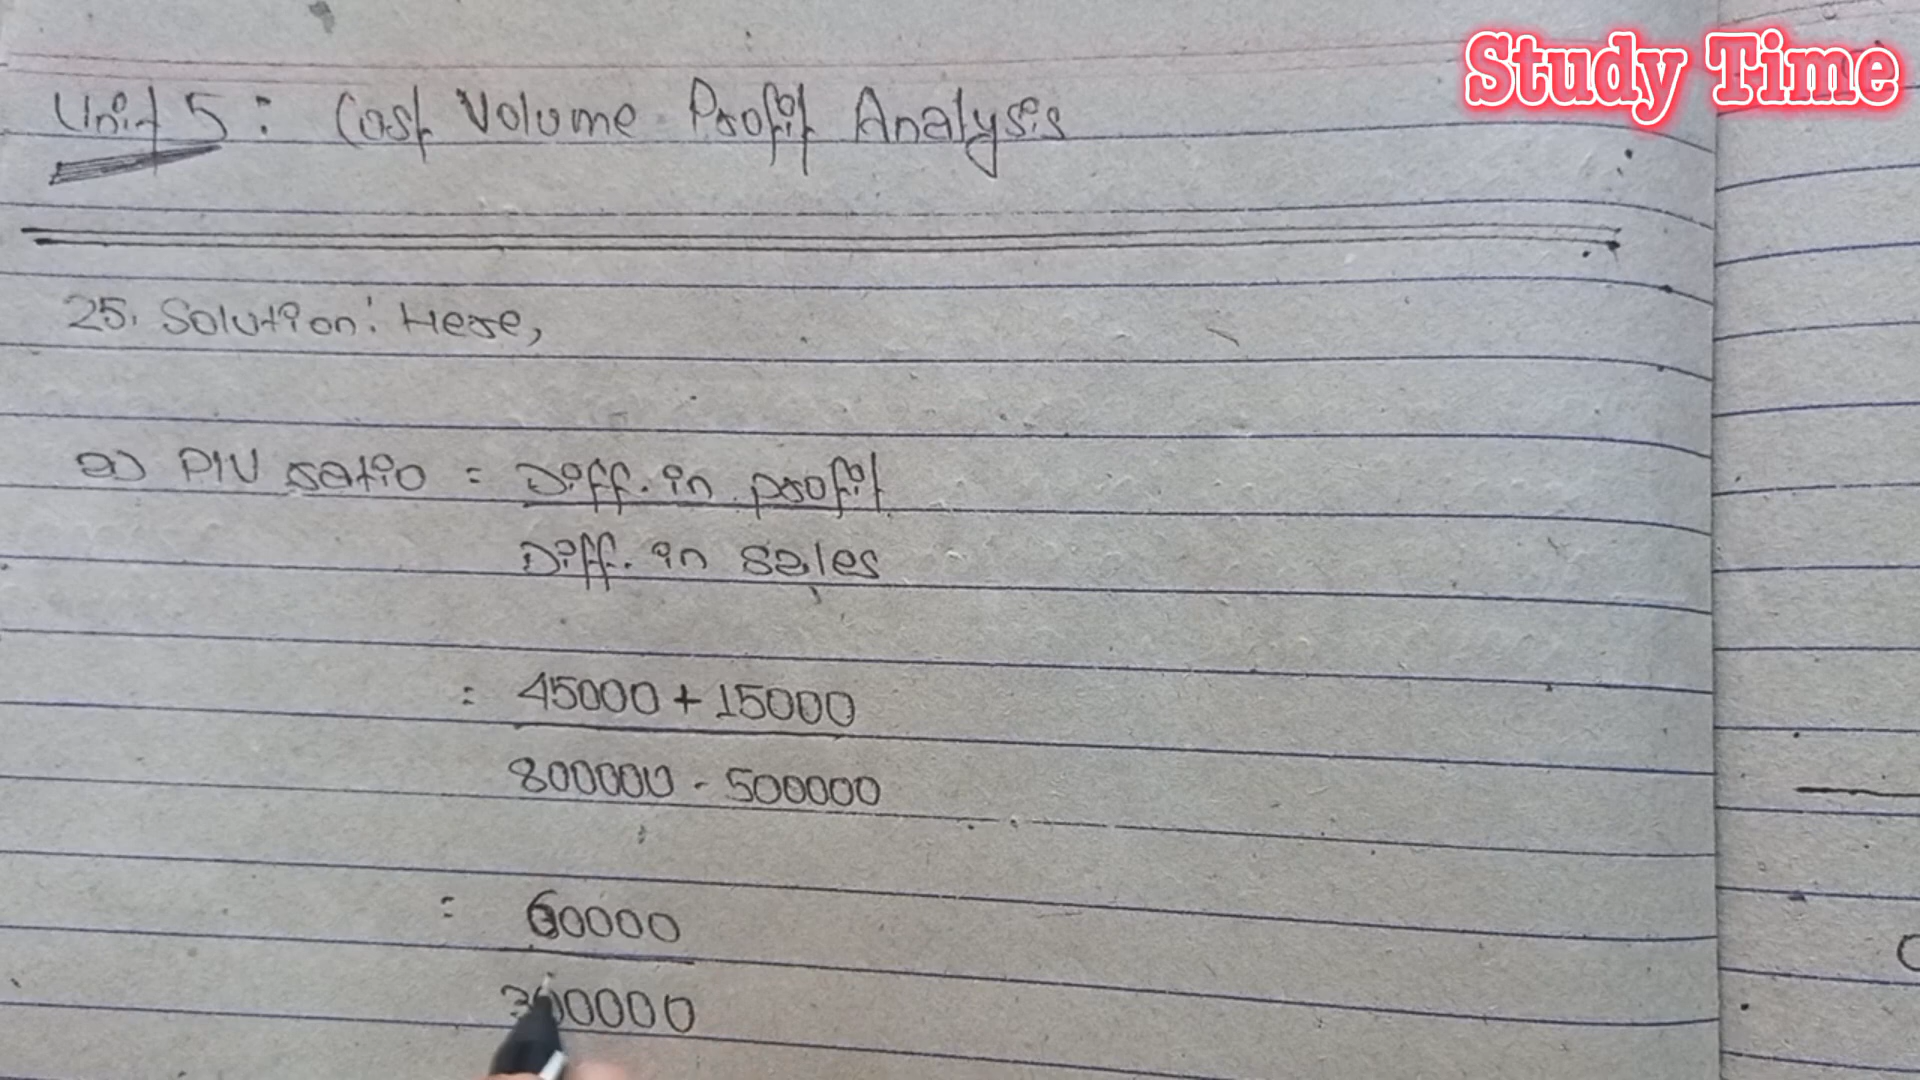 Study Time
Unit 5: Cost Volume Profit Analysis
25. Solution: Here,
a) P/V ratio = Diff. in profit
Diff. in sales
= 45000 + 15000
800000 - 500000
= 60000
300000